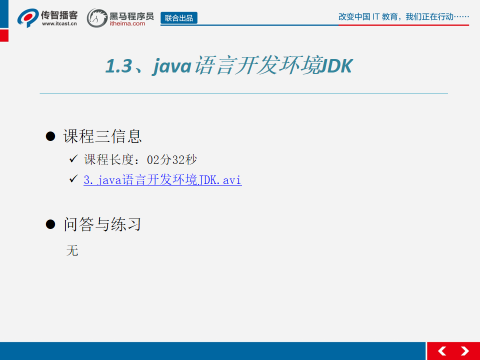 传智播客
www.itcast.cn
黑马程序员
itheima.com
联合出品
改变中国 IT 教育，我们正在行动……
1.3、java 语言开发环境JDK
课程三信息
课程长度：02分32秒
3.java语言开发环境JDK.avi
问答与练习
无